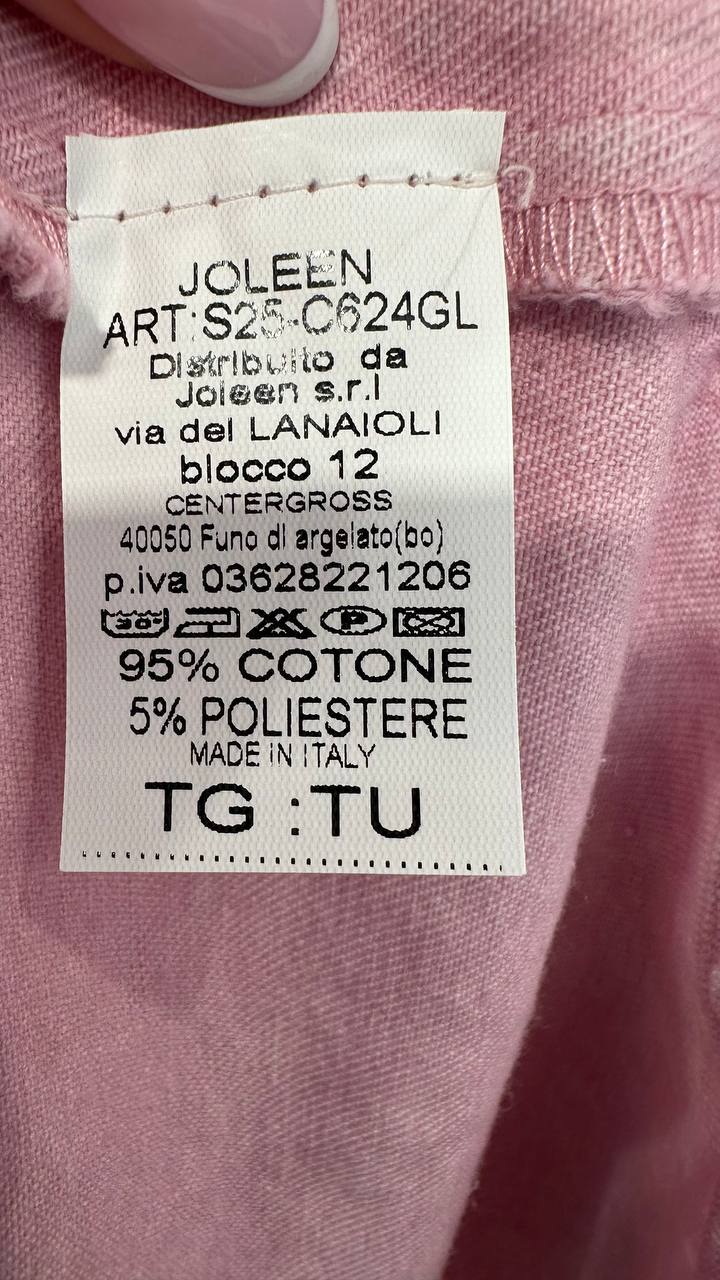 JOLEEN
ART:S25-C624GL
Distribuito da
Joleen s.r.l
via del LANAIOLI
blocco 12
CENTERGROSS
40050 Funo di argelato(bo)
p.iva 03628221206
30° P
95% COTONE
5% POLIESTERE
MADE IN ITALY
TG :TU